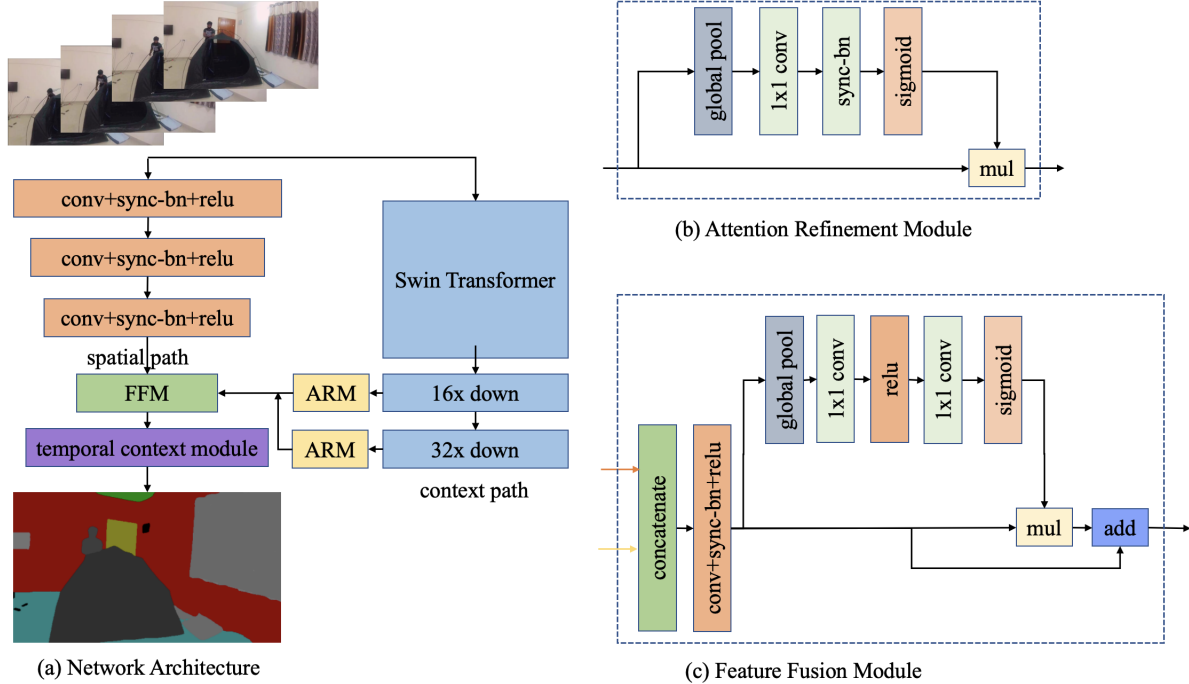 conv+sync-bn+relu
conv+sync-bn+relu
conv+sync-bn+relu
spatial path
FFM
temporal context module
Swin Transformer
ARM
16x down
ARM
32x down
context path
(a) Network Architecture
global pool
1x1 conv
sync-bn
sigmoid
mul
(b) Attention Refinement Module
concatenate
conv+sync-bn+relu
global pool
1x1 conv
relu
1x1 conv
sigmoid
mul
add
(c) Feature Fusion Module